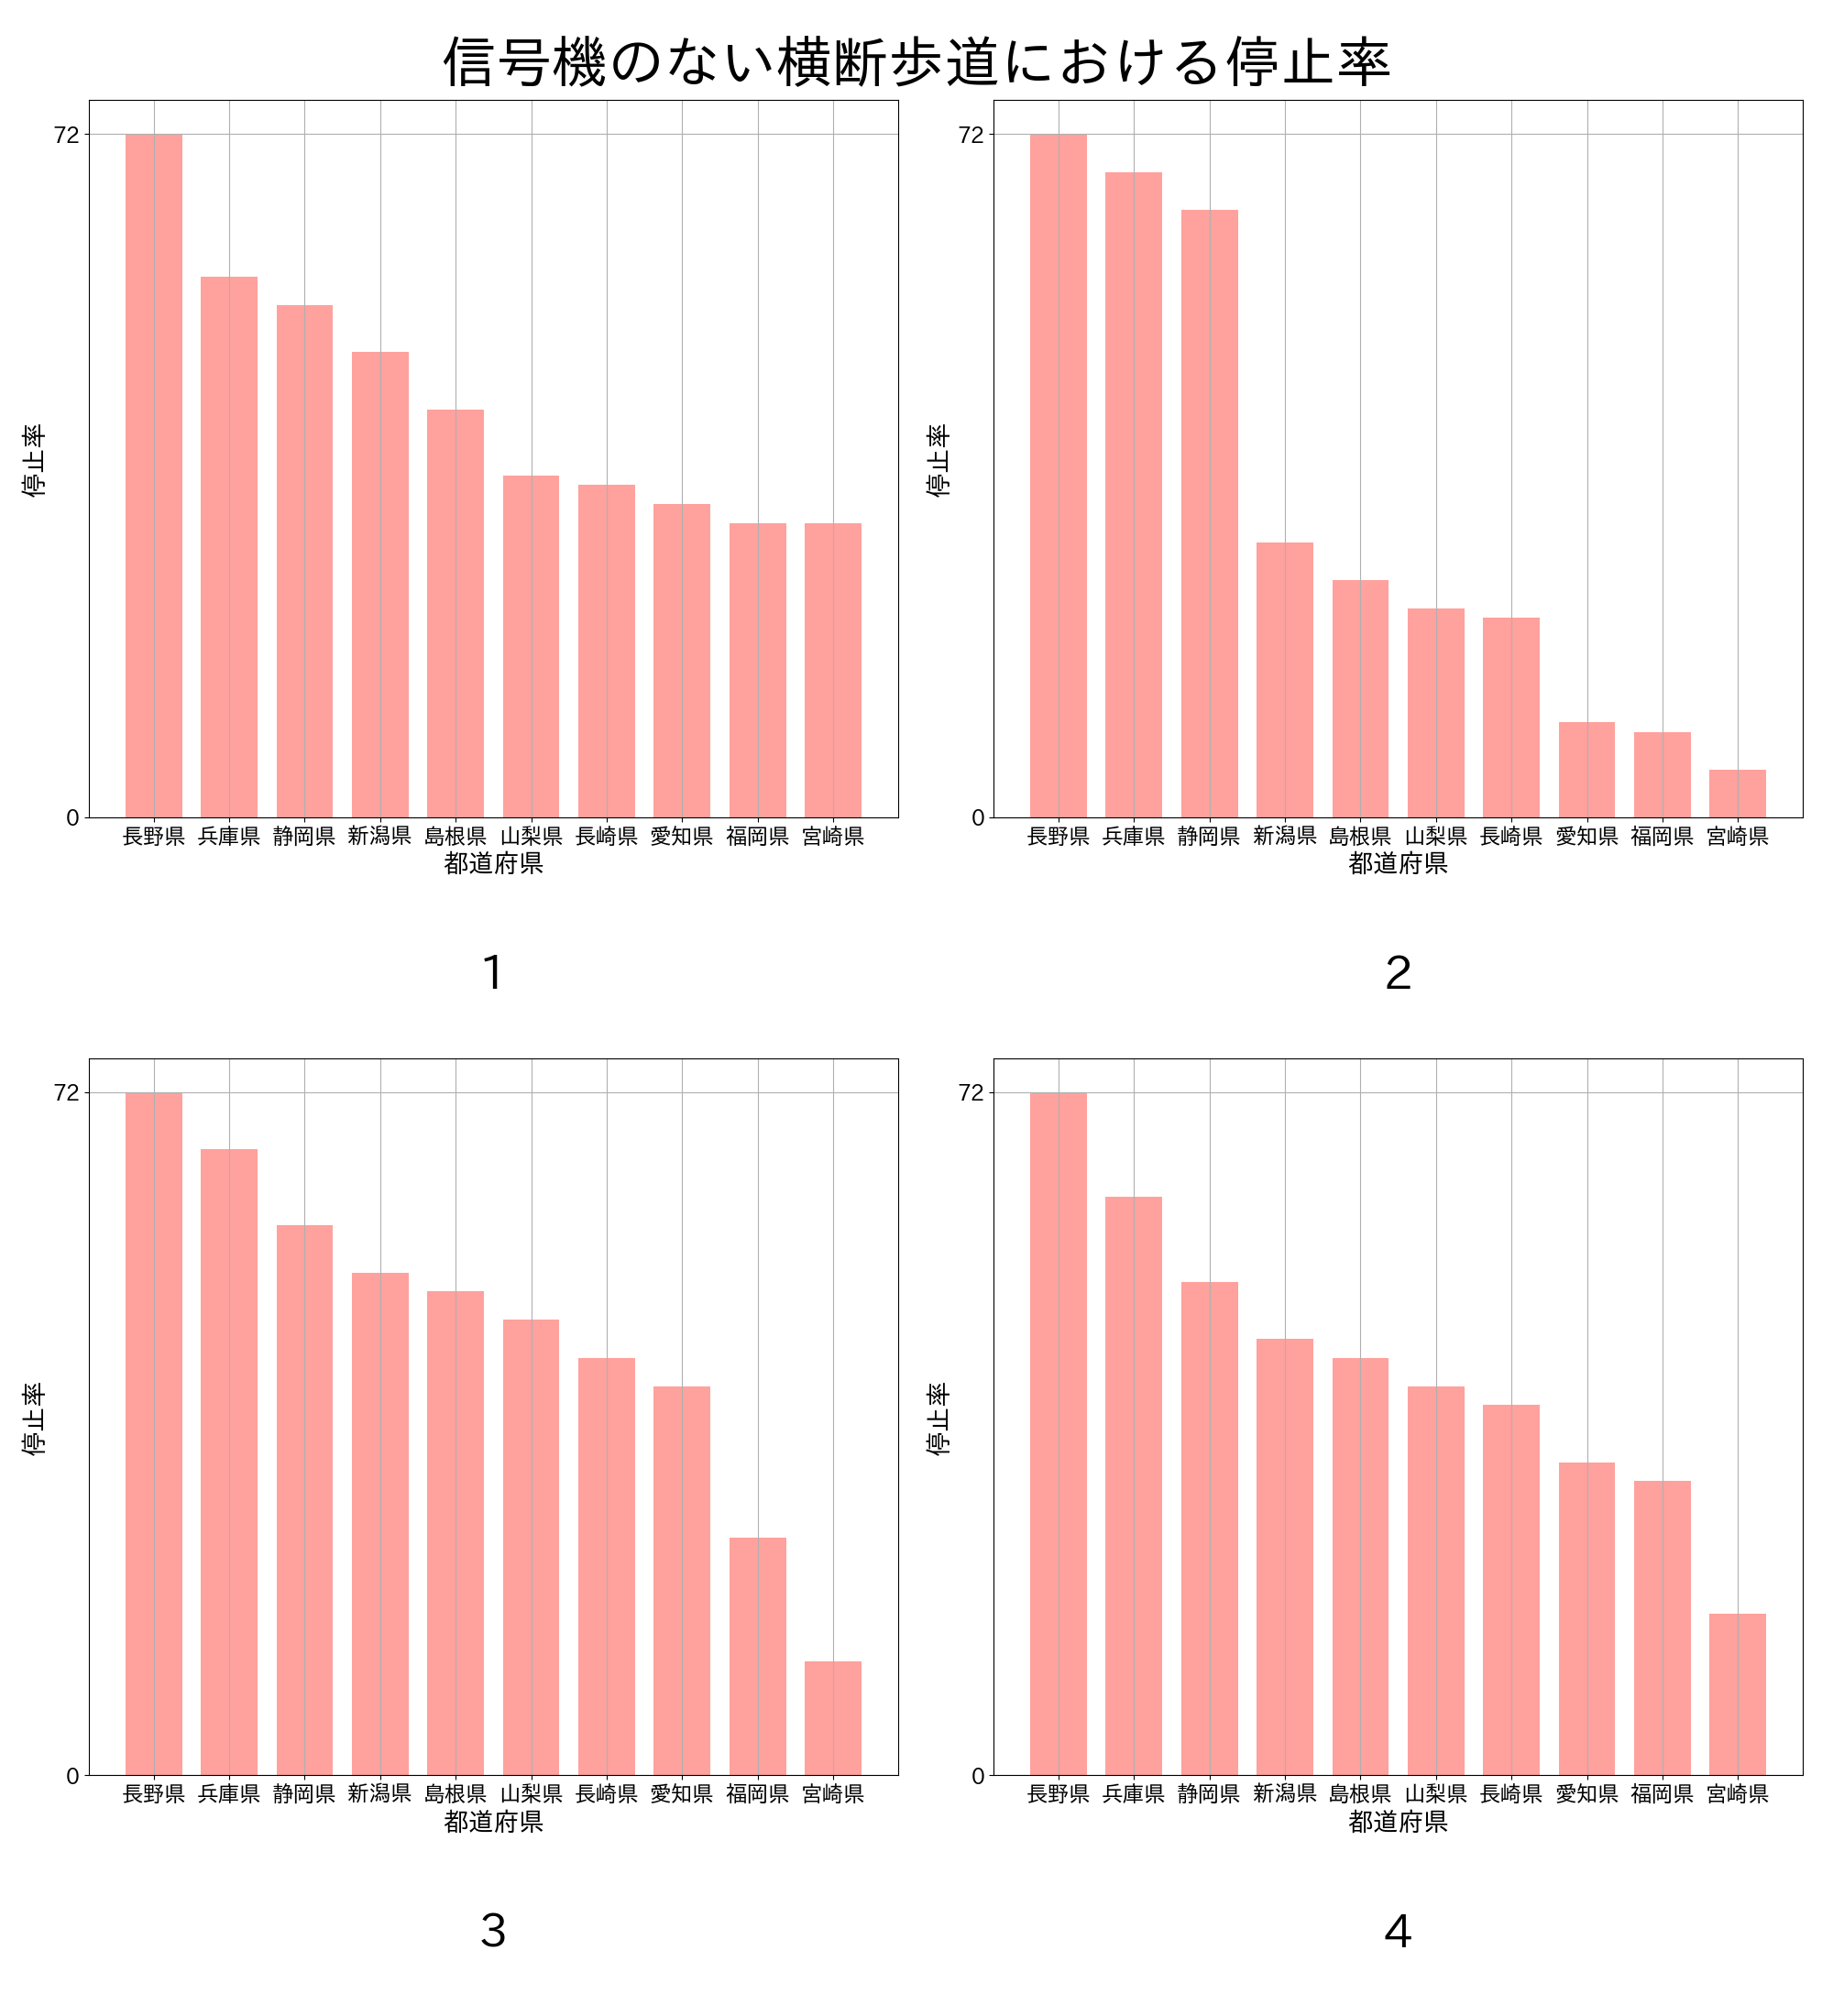 信号機のない横断歩道における停止率
72
0
停止率
長野県 兵庫県 静岡県 新潟県 島根県 山梨県 長崎県 愛知県 福岡県 宮崎県
都道府県
1
72
0
停止率
長野県 兵庫県 静岡県 新潟県 島根県 山梨県 長崎県 愛知県 福岡県 宮崎県
都道府県
2
72
0
停止率
長野県 兵庫県 静岡県 新潟県 島根県 山梨県 長崎県 愛知県 福岡県 宮崎県
都道府県
3
72
0
停止率
長野県 兵庫県 静岡県 新潟県 島根県 山梨県 長崎県 愛知県 福岡県 宮崎県
都道府県
4